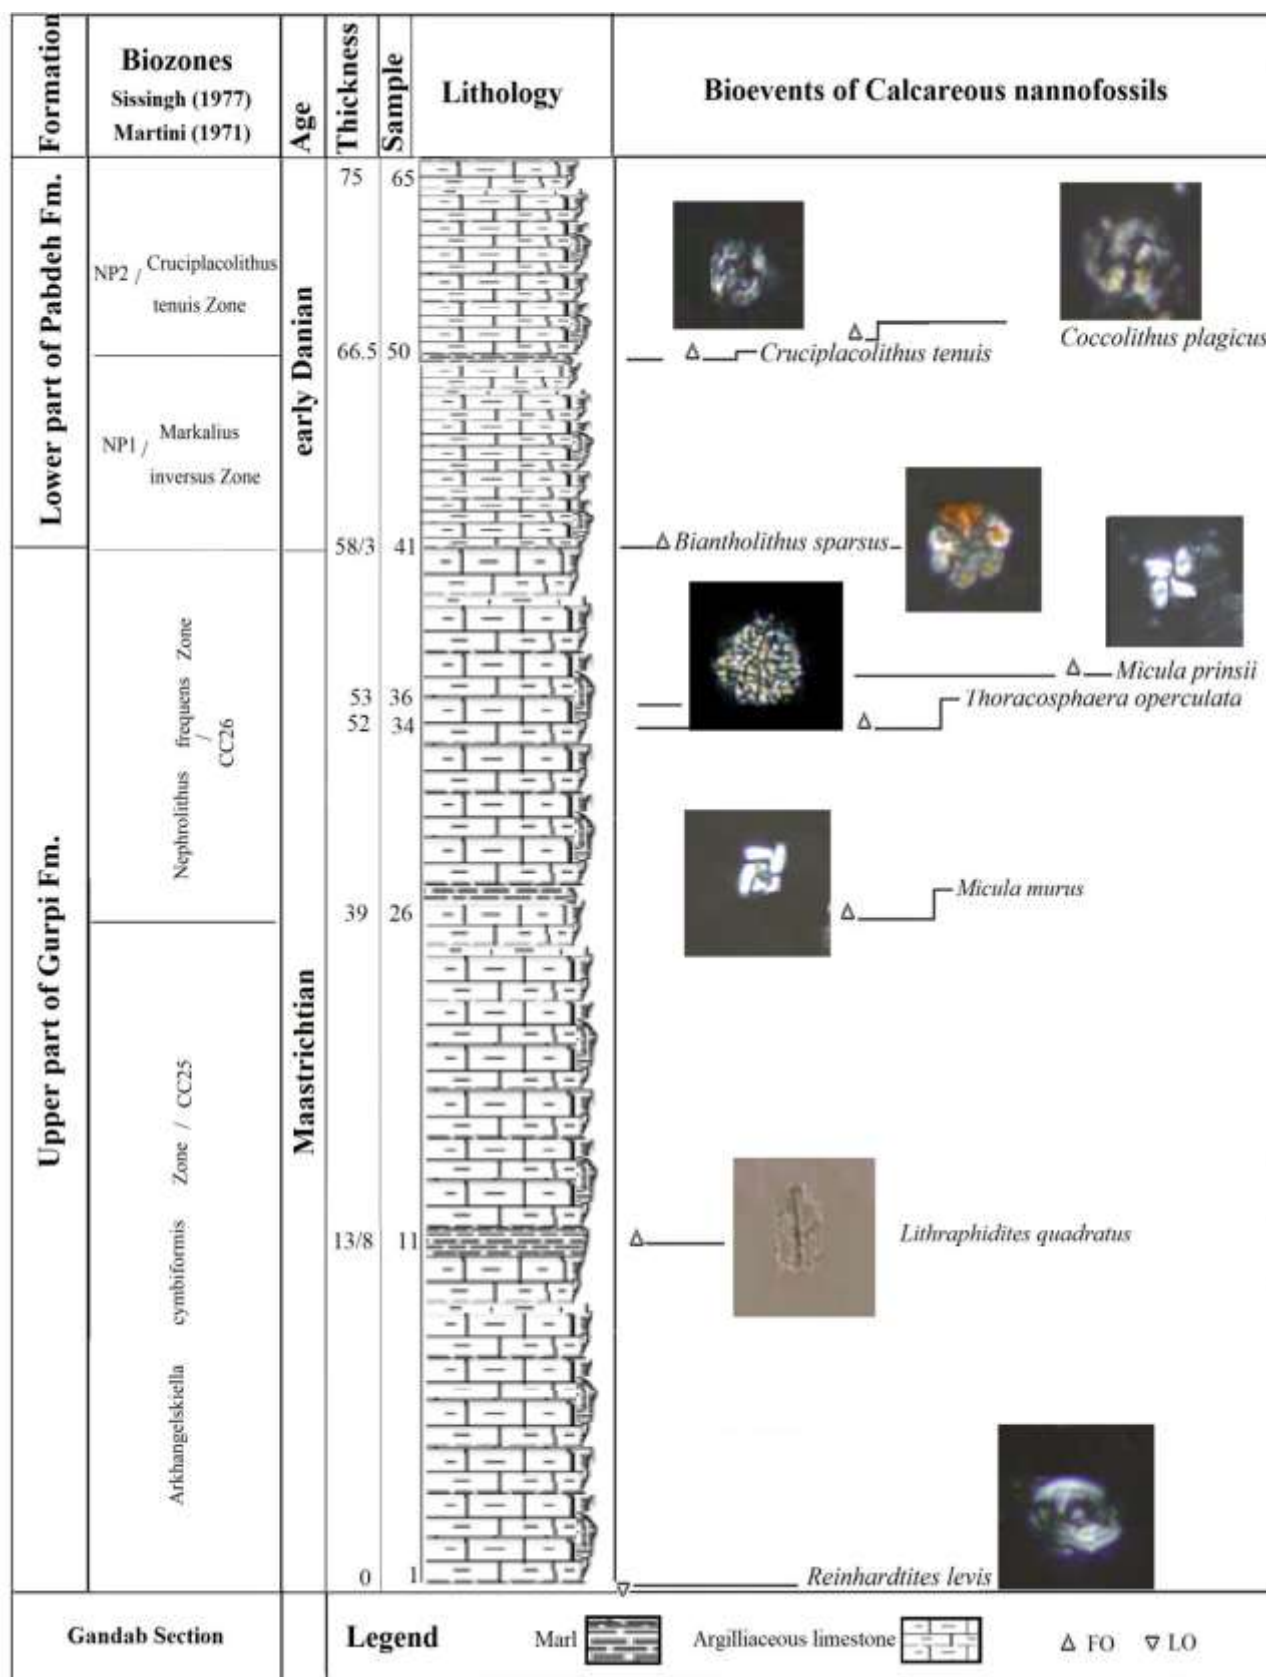 Formation
Biozones
Sissingh (1977)
Martini (1971)
Age
Thickness
Sample
Lithology
Bioevents of Calcareous nannofossils
Lower part of Pabdeh Fm.
Upper part of Gurpi Fm.
NP2 / Cruciplacolithus
tenuis Zone
NP1 / Markalius
inversus Zone
Nephrolithus frequens Zone
/
CC26
Arkhangelskiella cymbiformis Zone / CC25
early Danian
Maastrichtian
75 65
66.5 50
58/3 41
53 36
52 34
39 26
13/8 11
0 1
Coccolithus plagicus
Cruciplacolithus tenuis
Biantholithus sparsus
Micula prinsii
Thoracosphaera operculata
Micula murus
Lithraphidites quadratus
Reinhardtites levis
Gandab Section
Legend
Marl
Argilliaceous limestone
△ FO ▽ LO